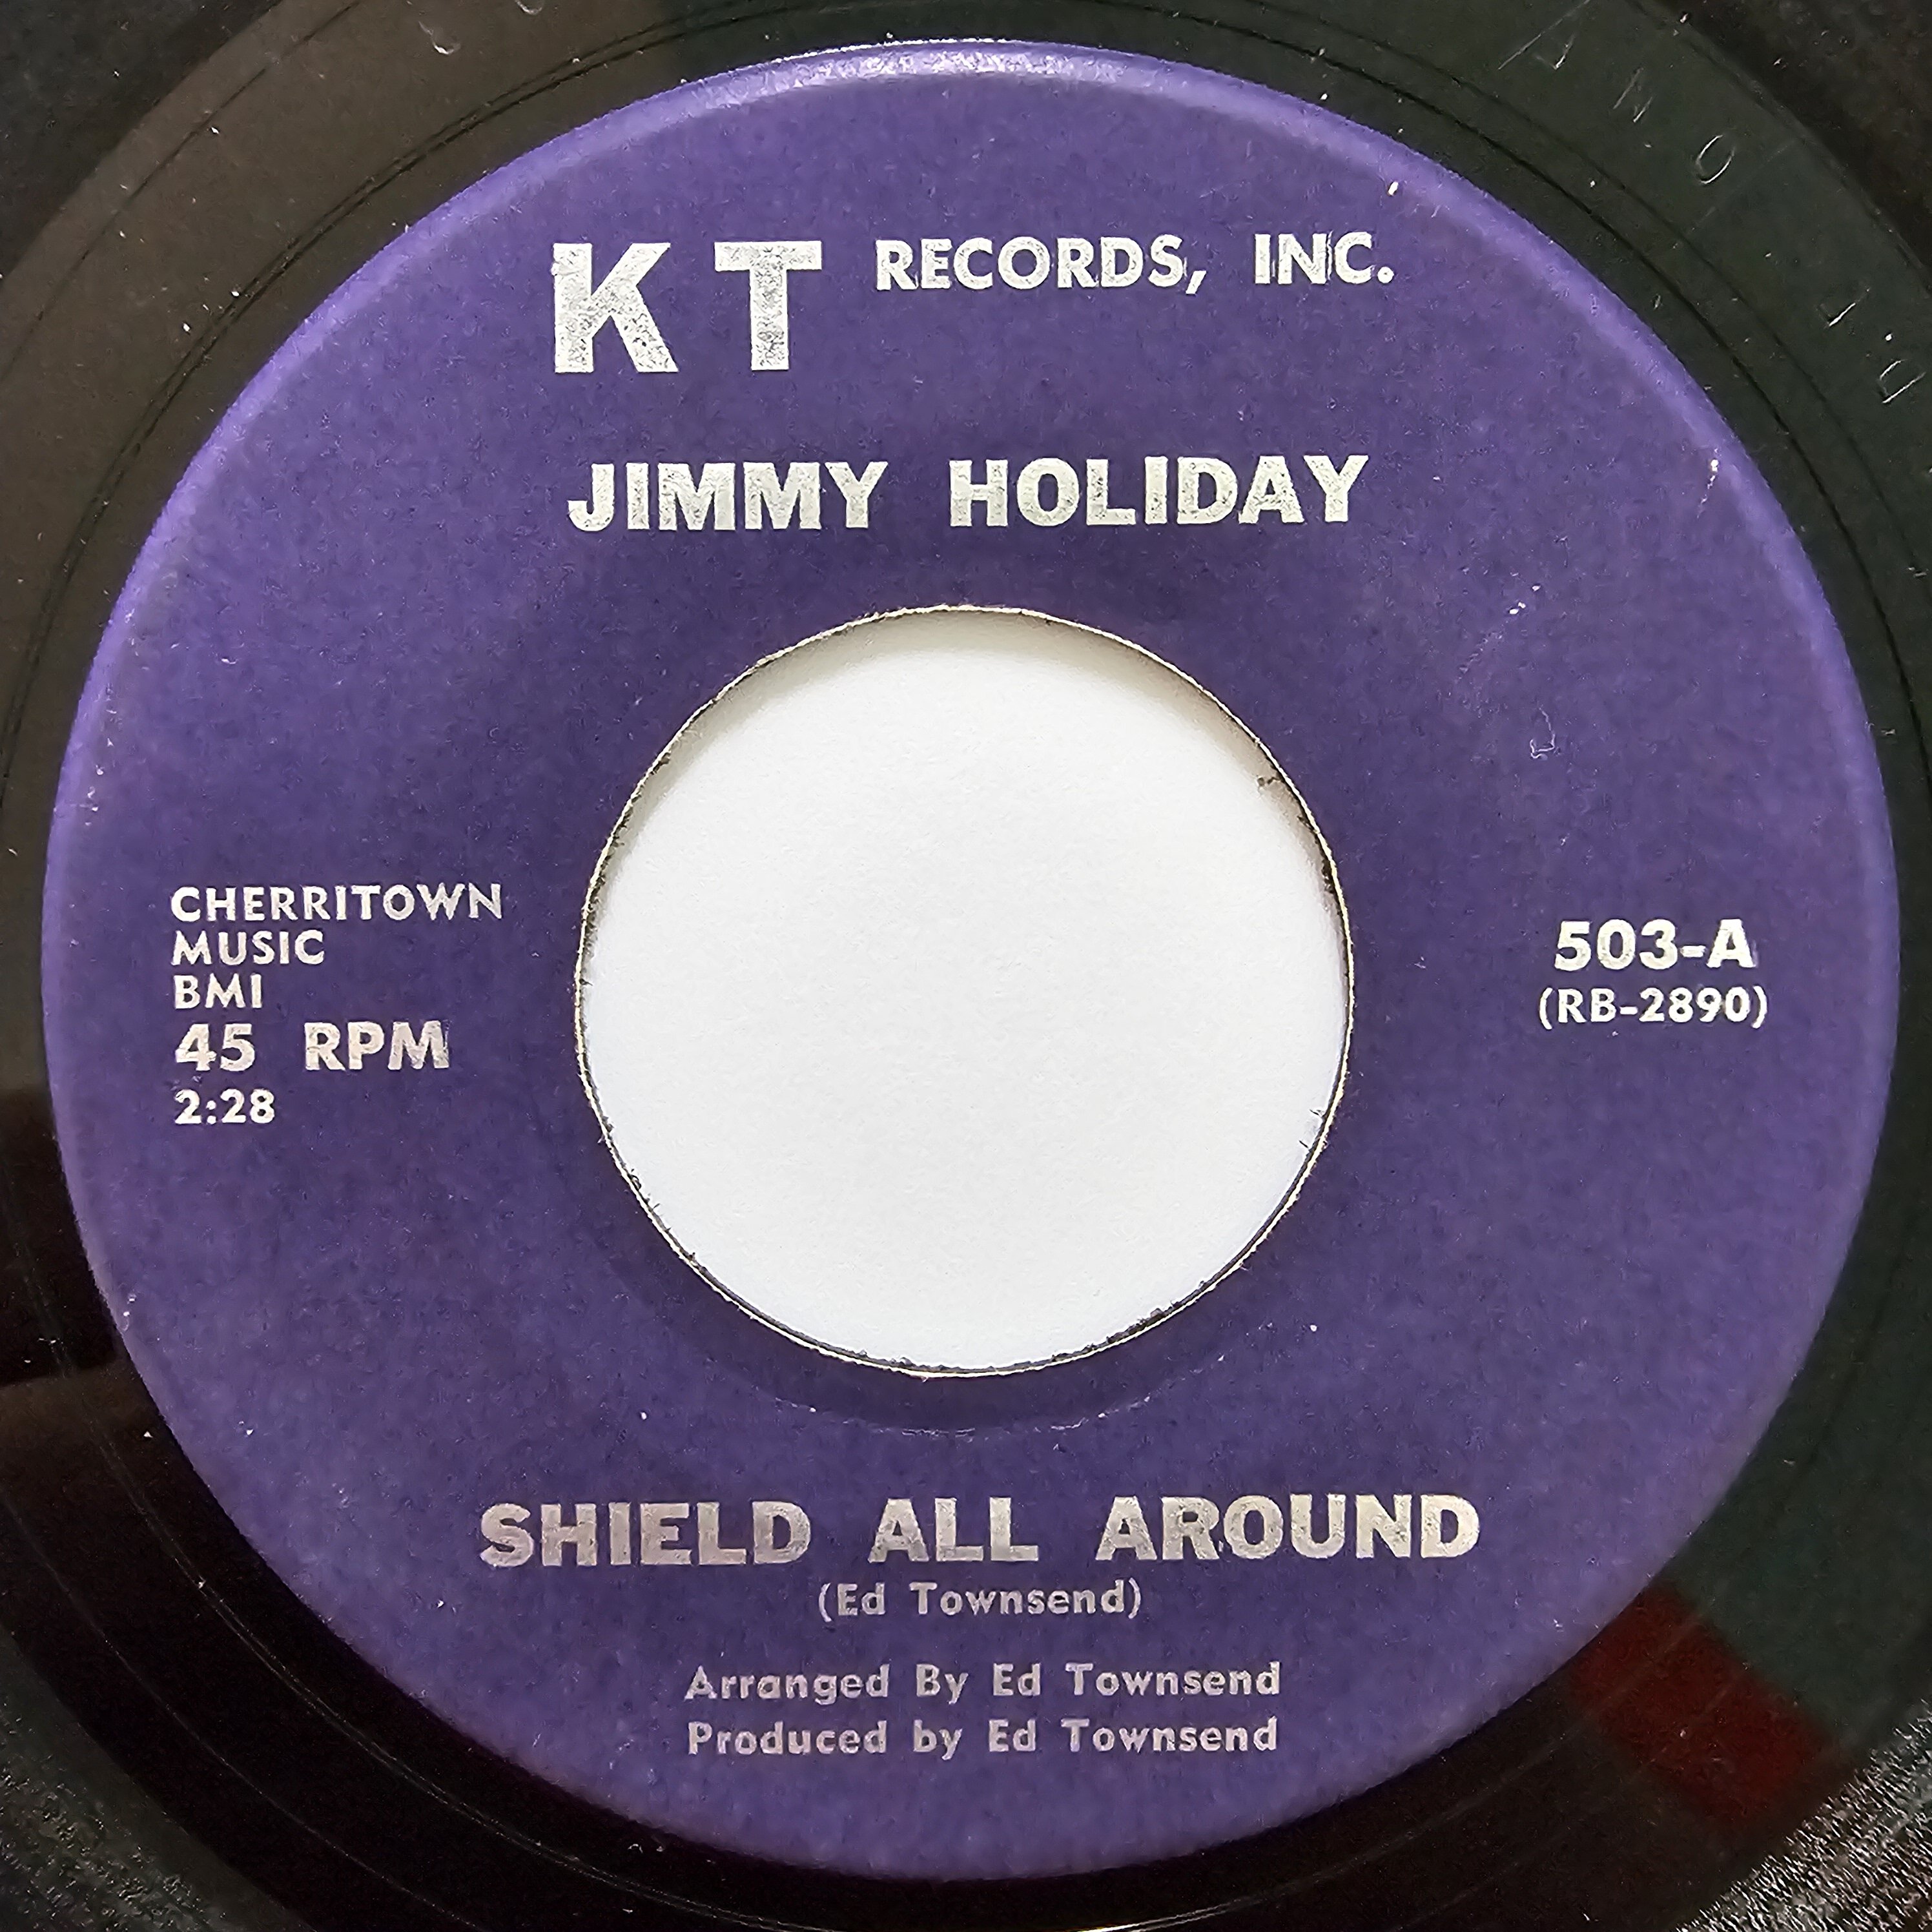 KT RECORDS, INC.
JIMMY HOLIDAY
CHERRITOWN
MUSIC
BMI
45 RPM
2:28
503-A
(RB-2890)
SHIELD ALL AROUND
(Ed Townsend)
Arranged By Ed Townsend
Produced by Ed Townsend